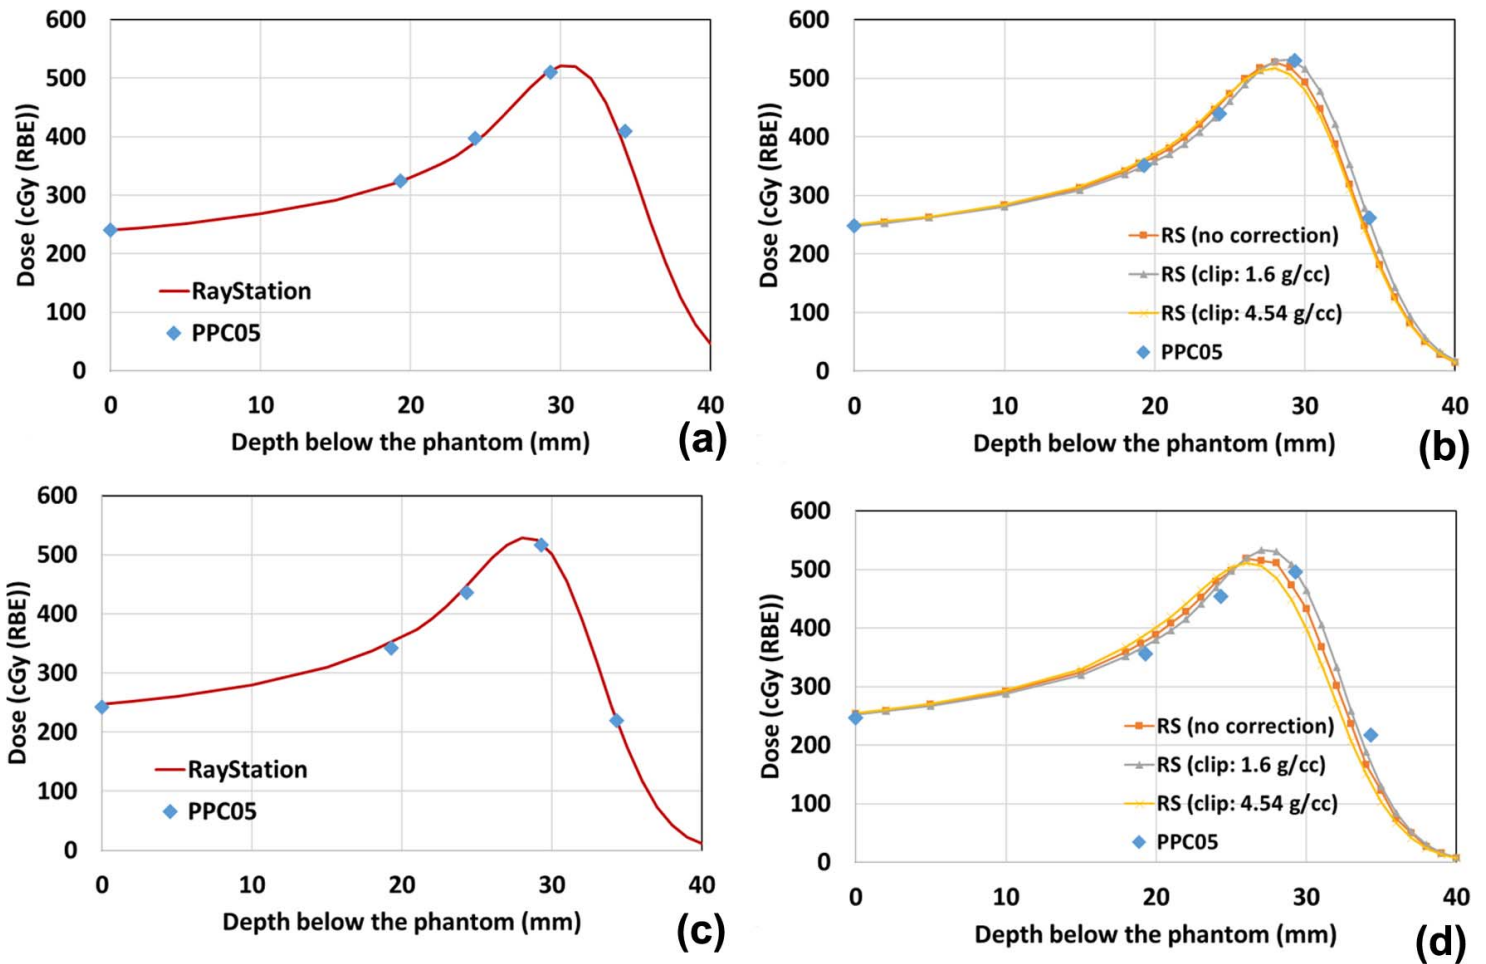 600
500
400
300
200
100
0
Dose (cGy (RBE))
RayStation
PPC05
0 10 20 30 40
Depth below the phantom (mm)
(a)
600
500
400
300
200
100
0
Dose (cGy (RBE))
RS (no correction)
RS (clip: 1.6 g/cc)
RS (clip: 4.54 g/cc)
PPC05
0 10 20 30 40
Depth below the phantom (mm)
(b)
600
500
400
300
200
100
0
Dose (cGy (RBE))
RayStation
PPC05
0 10 20 30 40
Depth below the phantom (mm)
(c)
600
500
400
300
200
100
0
Dose (cGy (RBE))
RS (no correction)
RS (clip: 1.6 g/cc)
RS (clip: 4.54 g/cc)
PPC05
0 10 20 30 40
Depth below the phantom (mm)
(d)